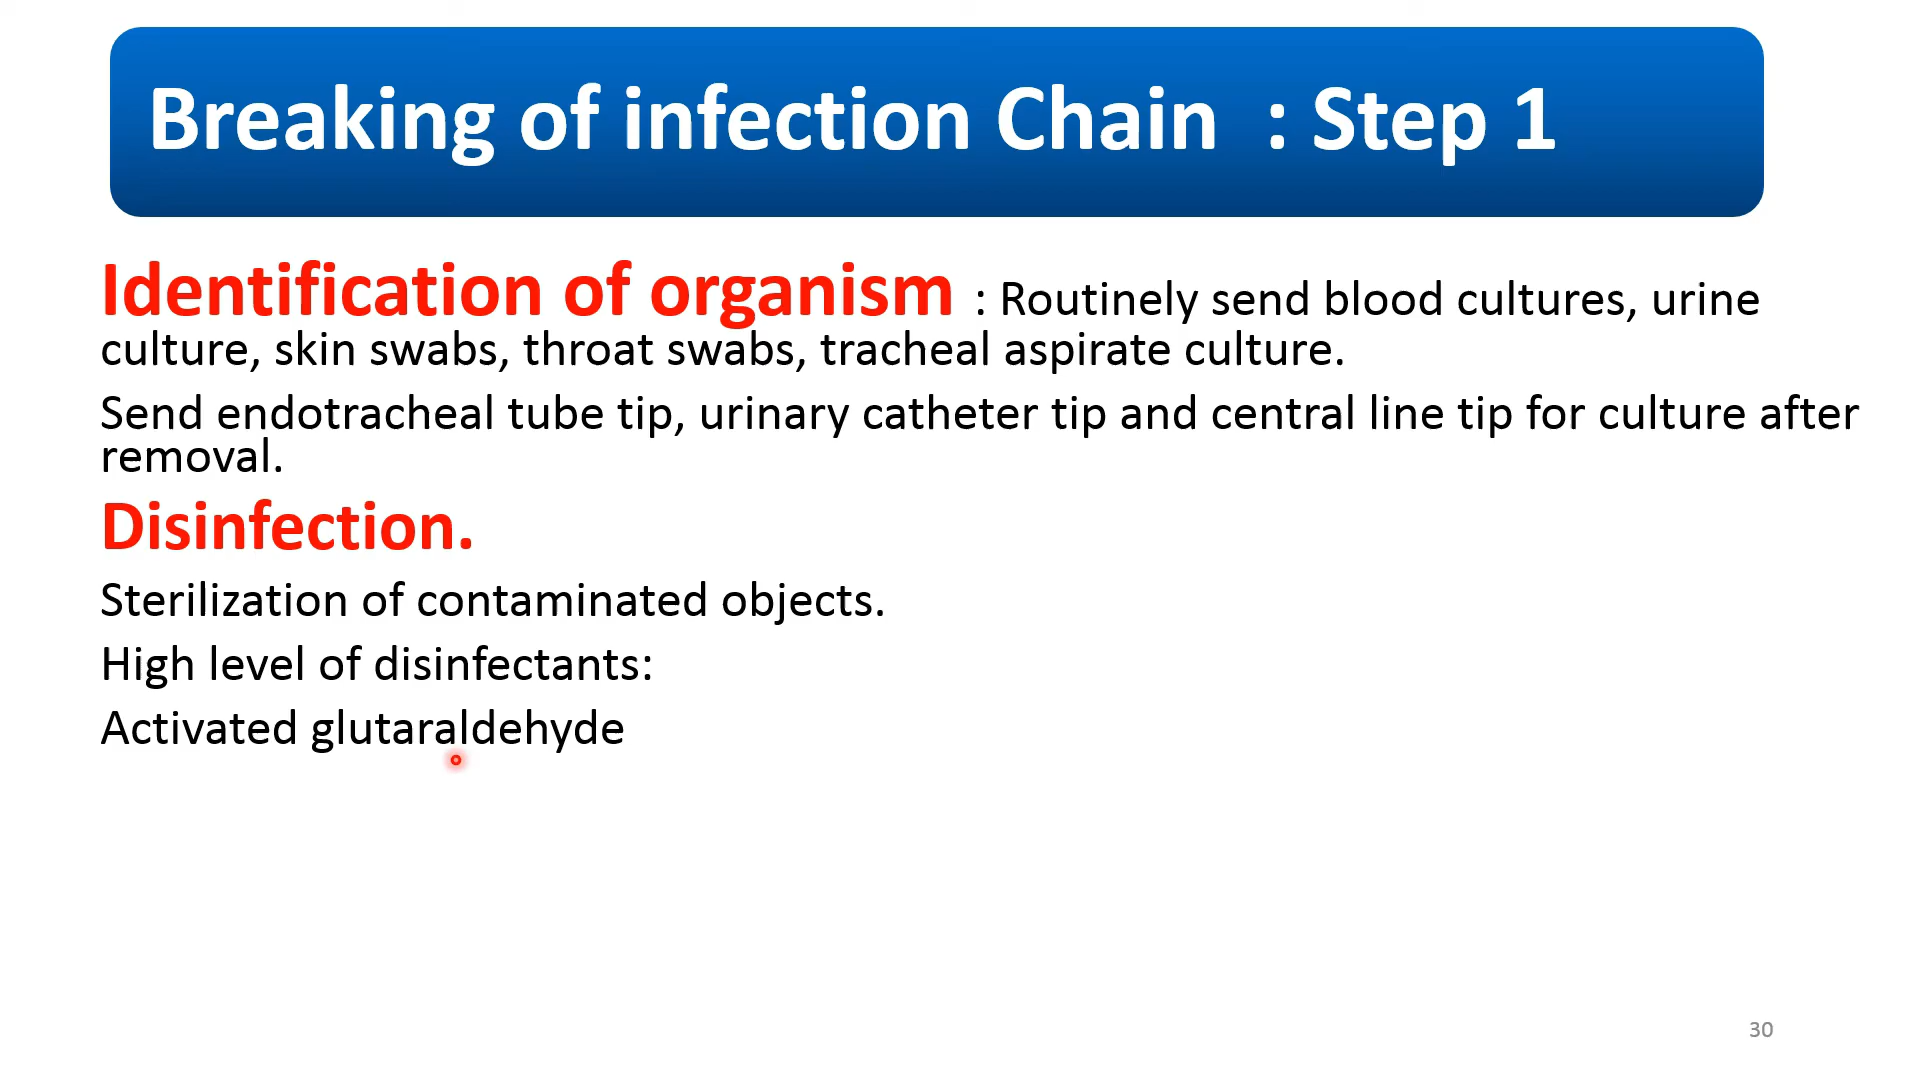 Breaking of infection Chain : Step 1
Identification of organism : Routinely send blood cultures, urine
culture, skin swabs, throat swabs, tracheal aspirate culture.
Send endotracheal tube tip, urinary catheter tip and central line tip for culture after
removal.
Disinfection.
Sterilization of contaminated objects.
High level of disinfectants:
Activated glutaraldehyde
30